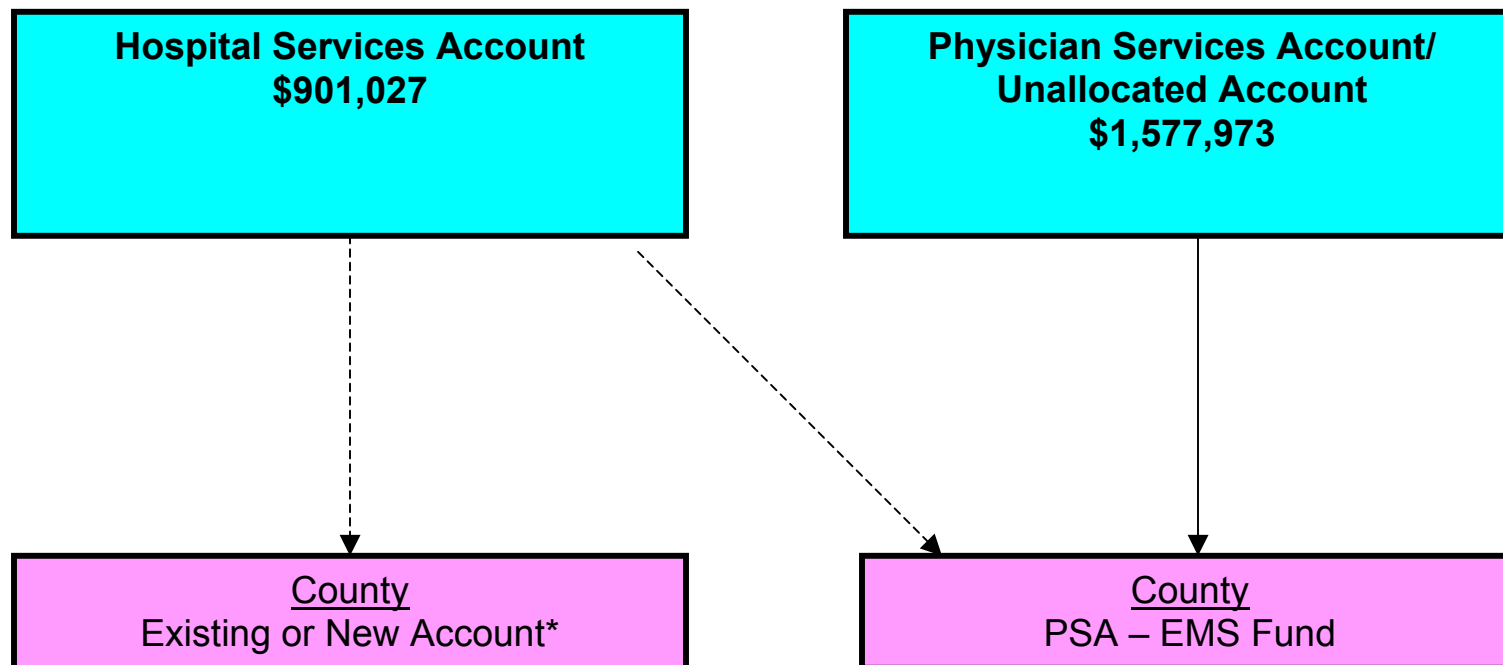 Hospital Services Account
$901,027
Physician Services Account/
Unallocated Account
$1,577,973
County
Existing or New Account*
County
PSA – EMS Fund